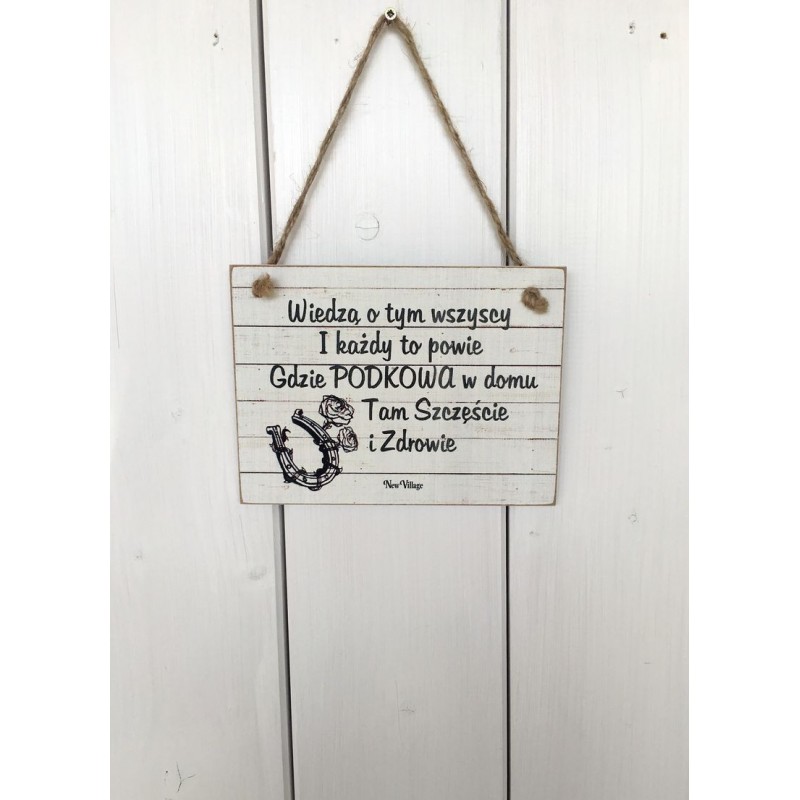 Wiedzą o tym wszyscy
I każdy to powie
Gdzie PODKOWA w domu
Tam Szczęście
i Zdrowie
New Village